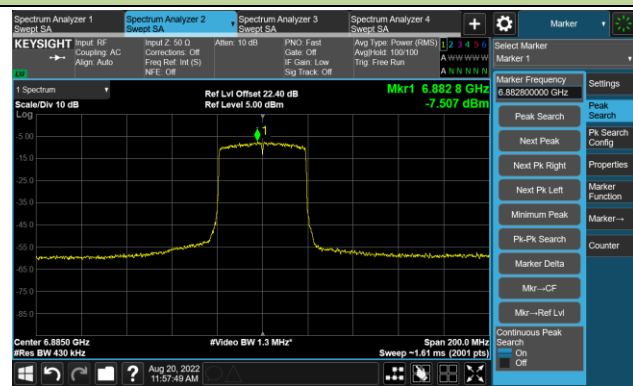 Spectrum Analyzer 1
Swept SA
Spectrum Analyzer 2
Swept SA
Spectrum Analyzer 3
Swept SA
Spectrum Analyzer 4
Swept SA
+
Marker
KEYSIGHT
Input: RF
Coupling: AC
Align: Auto
Input Z: 50 Ω
Corrections: Off
Freq Ref: Int (S)
NFE: Off
Atten: 10 dB
PNO: Fast
Gate: Off
IF Gain: Low
Sig Track: Off
Avg Type: Power (RMS)
Avg|Hold: 100/100
Trig: Free Run
1 2 3 4 5 6
A W W W W W
A N N N N N
LXI
Select Marker
Marker 1
1 Spectrum
Scale/Div 10 dB
Log
Ref Lvl Offset 22.40 dB
Ref Level 5.00 dBm
Mkr1 6.882 8 GHz
-7.507 dBm
1
-5.00
-15.0
-25.0
-35.0
-45.0
-55.0
-65.0
-75.0
-85.0
Center 6.8850 GHz
#Res BW 430 kHz
#Video BW 1.3 MHz*
Span 200.0 MHz
Sweep ~1.61 ms (2001 pts)
Marker Frequency
6.882800000 GHz
Peak Search
Next Peak
Next Pk Right
Next Pk Left
Minimum Peak
Pk-Pk Search
Marker Delta
Mkr→CF
Mkr→Ref Lvl
Continuous Peak
Search
On
Off
Settings
Peak
Search
Pk Search
Config
Properties
Marker
Function
Marker→
Counter
?
Aug 20, 2022
11:57:49 AM